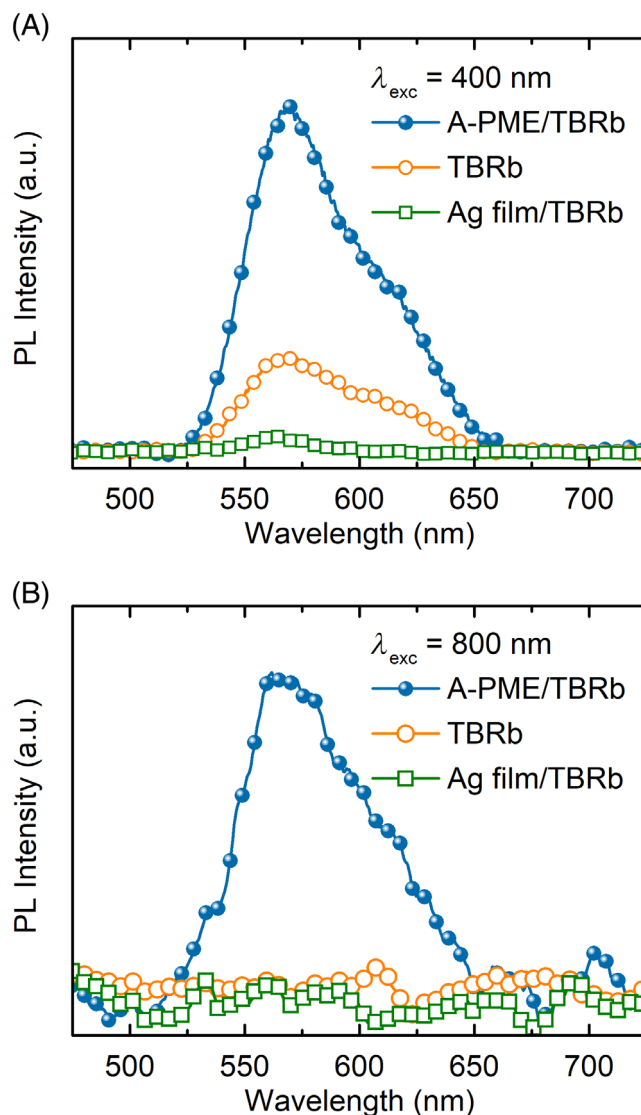 (A)
λexc = 400 nm
A-PME/TBRb
TBRb
Ag film/TBRb
PL Intensity (a.u.)
500 550 600 650 700
Wavelength (nm)
(B)
λexc = 800 nm
A-PME/TBRb
TBRb
Ag film/TBRb
PL Intensity (a.u.)
500 550 600 650 700
Wavelength (nm)